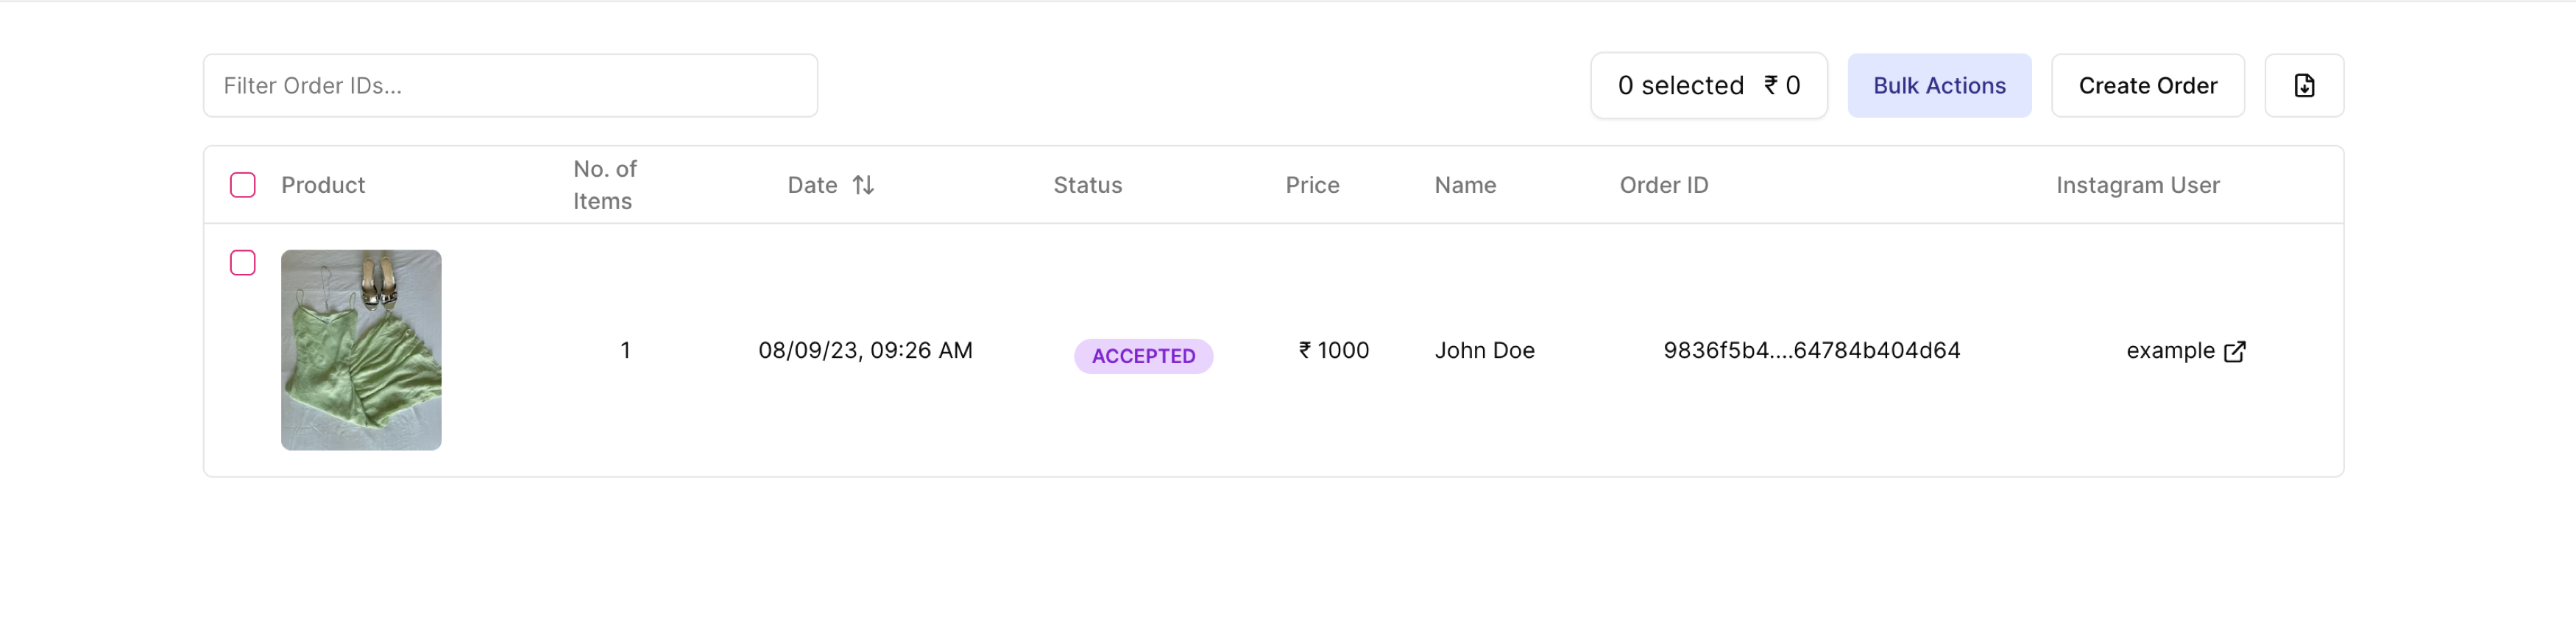 Filter Order IDs...
0 selected ₹ 0
Bulk Actions
Create Order
Product
No. of
Items
Date
Status
Price
Name
Order ID
Instagram User
1
08/09/23, 09:26 AM
ACCEPTED
₹ 1000
John Doe
9836f5b4....64784b404d64
example